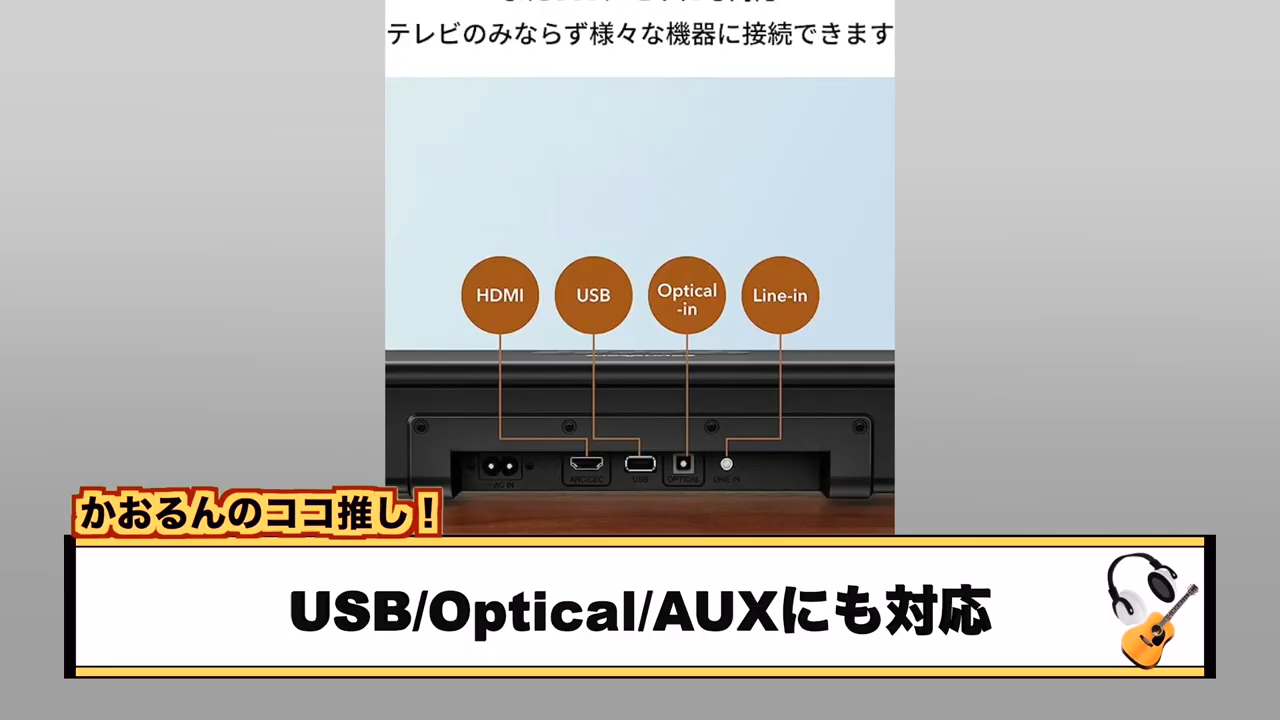 テレビのみならず様々な機器に接続できます
HDMI
USB
Optical
-in
Line-in
~AC IN
ARC/CEC
USB
OPTICAL
LINE IN
かおるんのココ推し！
USB/Optical/AUXにも対応